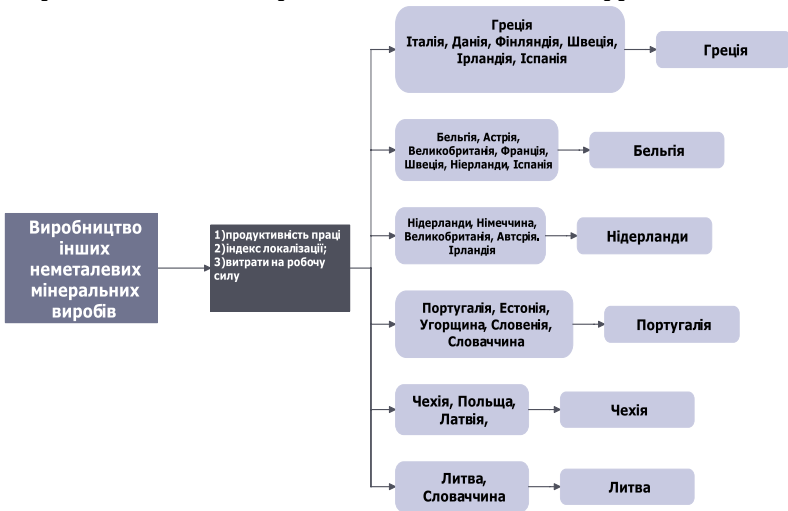 Виробництво
інших
неметалевих
мінеральних
виробів
1)продуктивність праці
2)індекс локалізації;
3)витрати на робочу
силу
Греція
Італія, Данія, Фінляндія, Швеція,
Ірландія, Іспанія
Греція
Бельгія, Астрія,
Великобританія, Франція,
Швеція, Ніерланди, Іспанія
Бельгія
Нідерланди, Німеччина,
Великобританія, Автсрія.
Ірландія
Нідерланди
Португалія, Естонія,
Угорщина, Словенія,
Словаччина
Португалія
Чехія, Польща,
Латвія,
Чехія
Литва,
Словаччина
Литва